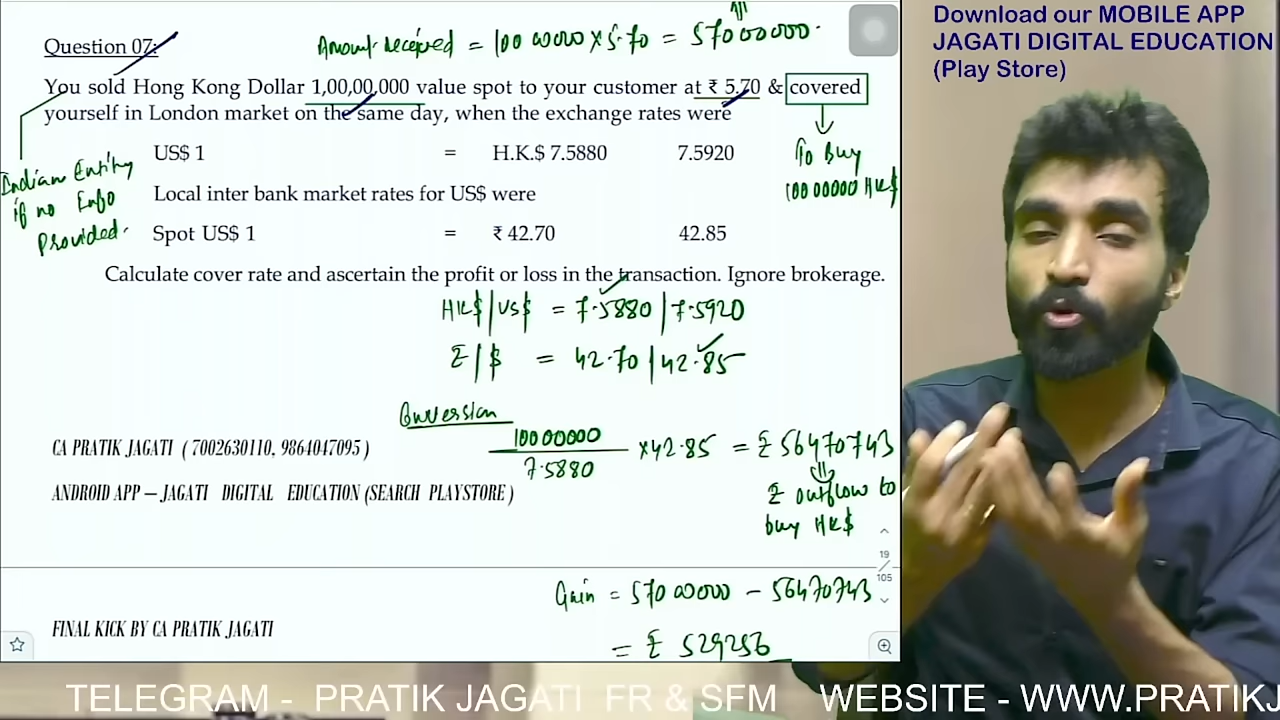 Download our MOBILE APP
JAGATI DIGITAL EDUCATION
(Play Store)
Question 07:
Amount received = 100 00000 x 5.70 = 57000000.
You sold Hong Kong Dollar 1,00,00,000 value spot to your customer at ₹ 5.70 & covered
yourself in London market on the same day, when the exchange rates were
US$ 1 = H.K.$ 7.5880 7.5920
Local inter bank market rates for US$ were
Spot US$ 1 = ₹ 42.70 42.85
Calculate cover rate and ascertain the profit or loss in the transaction. Ignore brokerage.
Indian Entity
if no Info
Provided.
To Buy
100 00000 HK$
HK$/US$ = 7.5880 | 7.5920
₹/$ = 42.70 | 42.85
Conversion
10000000
7.5880
x42.85 = ₹ 56470743
₹ outflow to
buy HK$
CA PRATIK JAGATI ( 7002630110, 9864047095 )
ANDROID APP – JAGATI DIGITAL EDUCATION (SEARCH PLAYSTORE )
19
105
Gain = 57000000 - 56470743
= ₹ 529256
FINAL KICK BY CA PRATIK JAGATI
TELEGRAM - PRATIK JAGATI FR & SFM WEBSITE - WWW.PRATIKJ